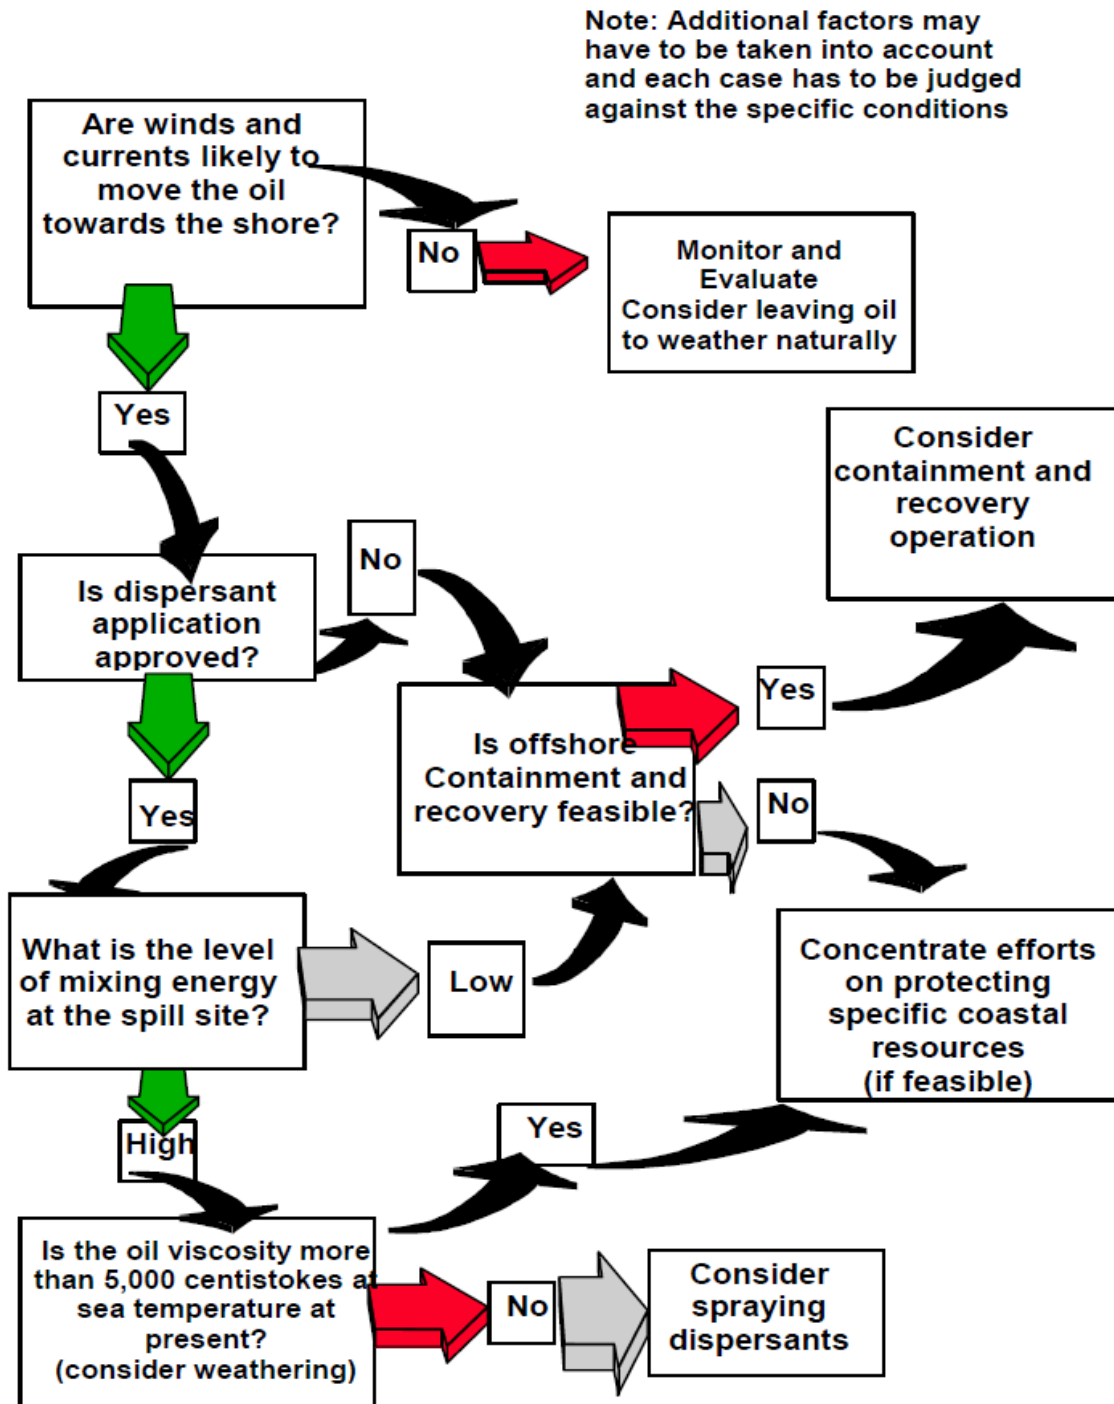 Note: Additional factors may
have to be taken into account
and each case has to be judged
against the specific conditions
Are winds and
currents likely to
move the oil
towards the shore?
No
Monitor and
Evaluate
Consider leaving oil
to weather naturally
Yes
Consider
containment and
recovery
operation
Is dispersant
application
approved?
No
Is offshore
Containment and
recovery feasible?
Yes
No
Yes
What is the level
of mixing energy
at the spill site?
Low
Concentrate efforts
on protecting
specific coastal
resources
(if feasible)
High
Yes
Is the oil viscosity more
than 5,000 centistokes at
sea temperature at
present?
(consider weathering)
No
Consider
spraying
dispersants